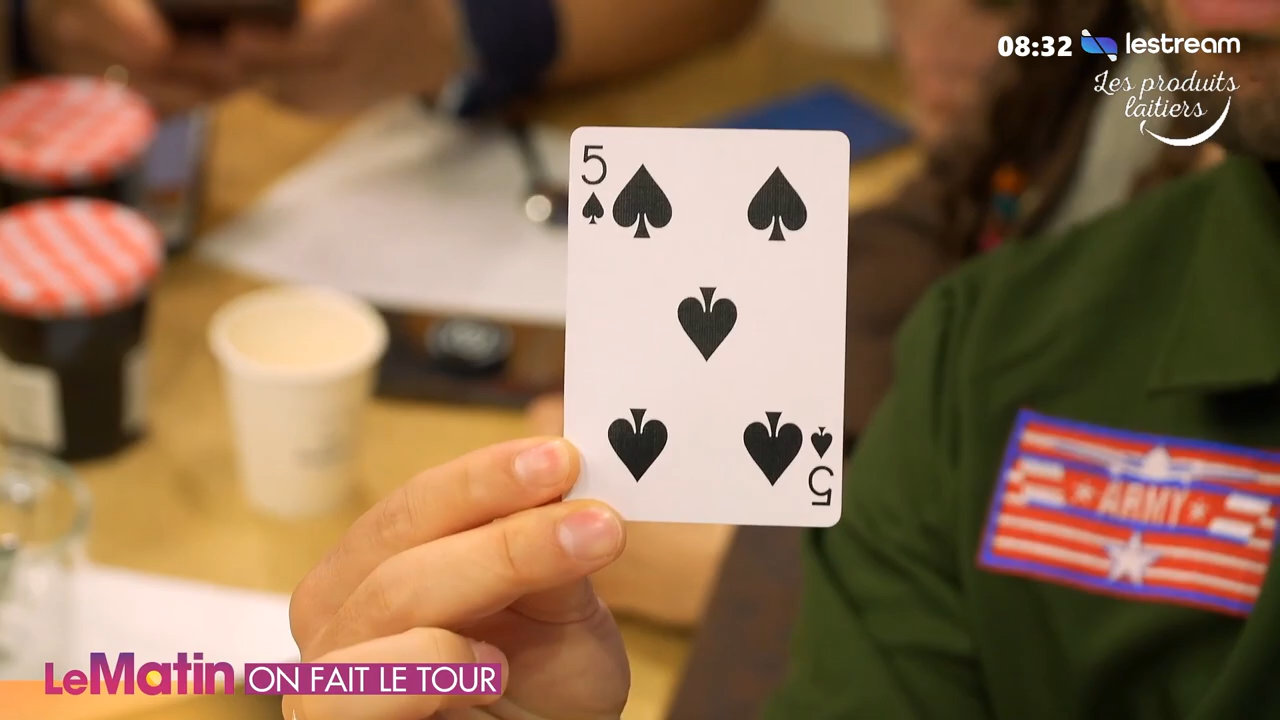 08:32 lestream
Les produits
laitiers
5
ARMY
5
LeMatin ON FAIT LE TOUR